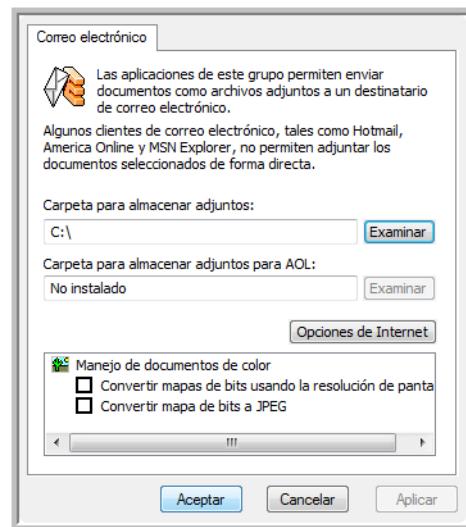 Correo electrónico
Las aplicaciones de este grupo permiten enviar
documentos como archivos adjuntos a un destinatario
de correo electrónico.
Algunos clientes de correo electrónico, tales como Hotmail,
America Online y MSN Explorer, no permiten adjuntar los
documentos seleccionados de forma directa.
Carpeta para almacenar adjuntos:
C:\
Examinar
Carpeta para almacenar adjuntos para AOL:
No instalado
Examinar
Opciones de Internet
Manejo de documentos de color
Convertir mapas de bits usando la resolución de panta
Convertir mapa de bits a JPEG
Aceptar
Cancelar
Aplicar